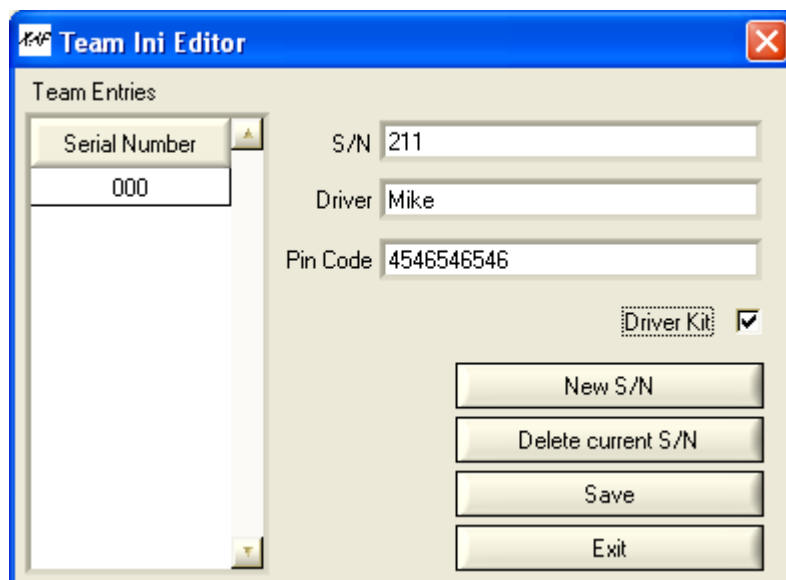 XAF Team Ini Editor
Team Entries
Serial Number
000
S/N 211
Driver Mike
Pin Code 4546546546
Driver Kit
New S/N
Delete current S/N
Save
Exit